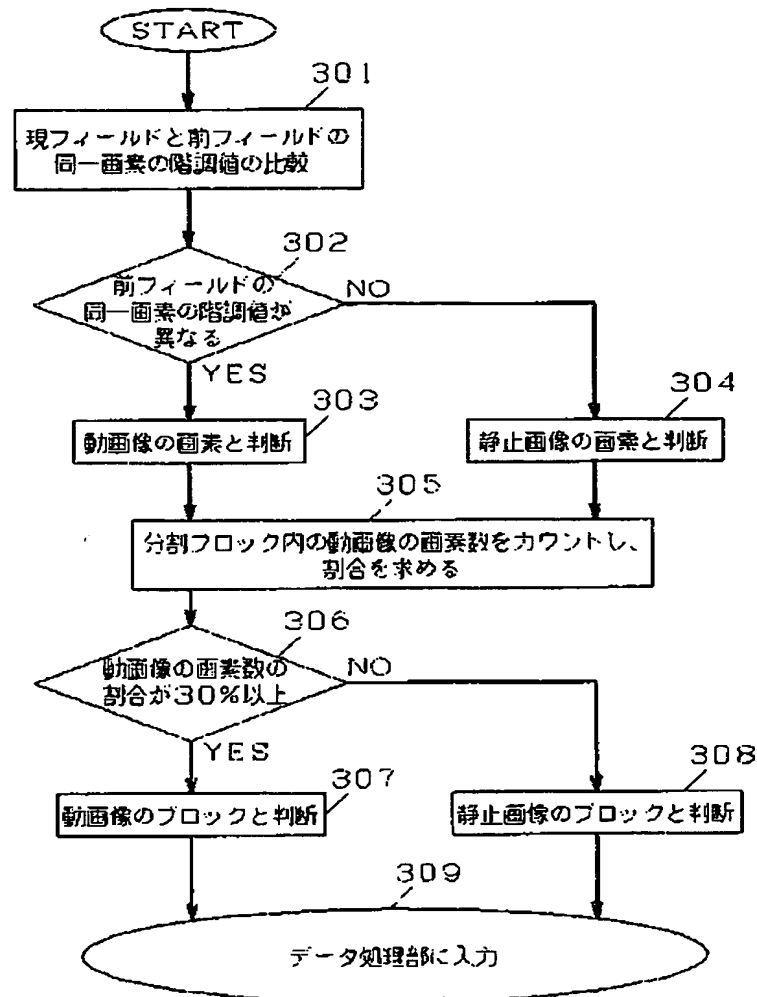 START
301
現フィールドと前フィールドの
同一画素の階調値の比較
302
前フィールドの
同一画素の階調値が
異なる
NO
YES
303
動画像の画素と判断
304
静止画像の画素と判断
305
分割ブロック内の動画像の画素数をカウントし、
割合を求める
306
動画像の画素数の
割合が30%以上
NO
YES
307
動画像のブロックと判断
308
静止画像のブロックと判断
309
データ処理部に入力